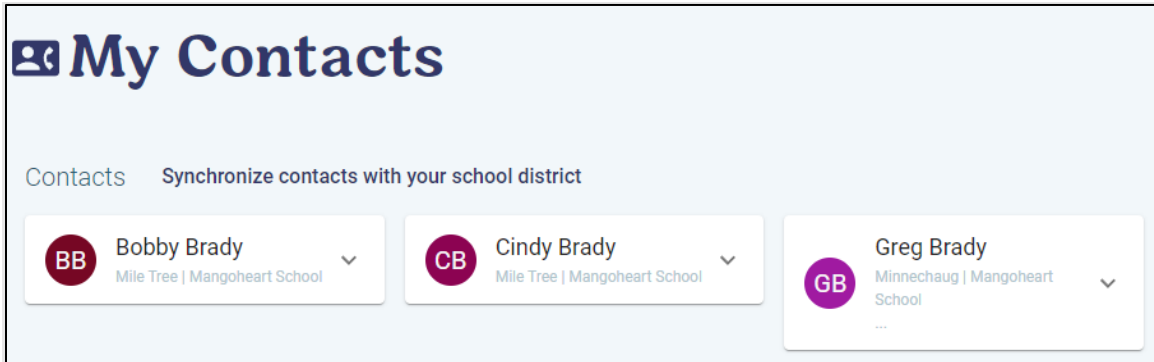 My Contacts
Contacts
Synchronize contacts with your school district
BB
Bobby Brady
Mile Tree | Mangoheart School
CB
Cindy Brady
Mile Tree | Mangoheart School
GB
Greg Brady
Minnechaug | Mangoheart
School
...